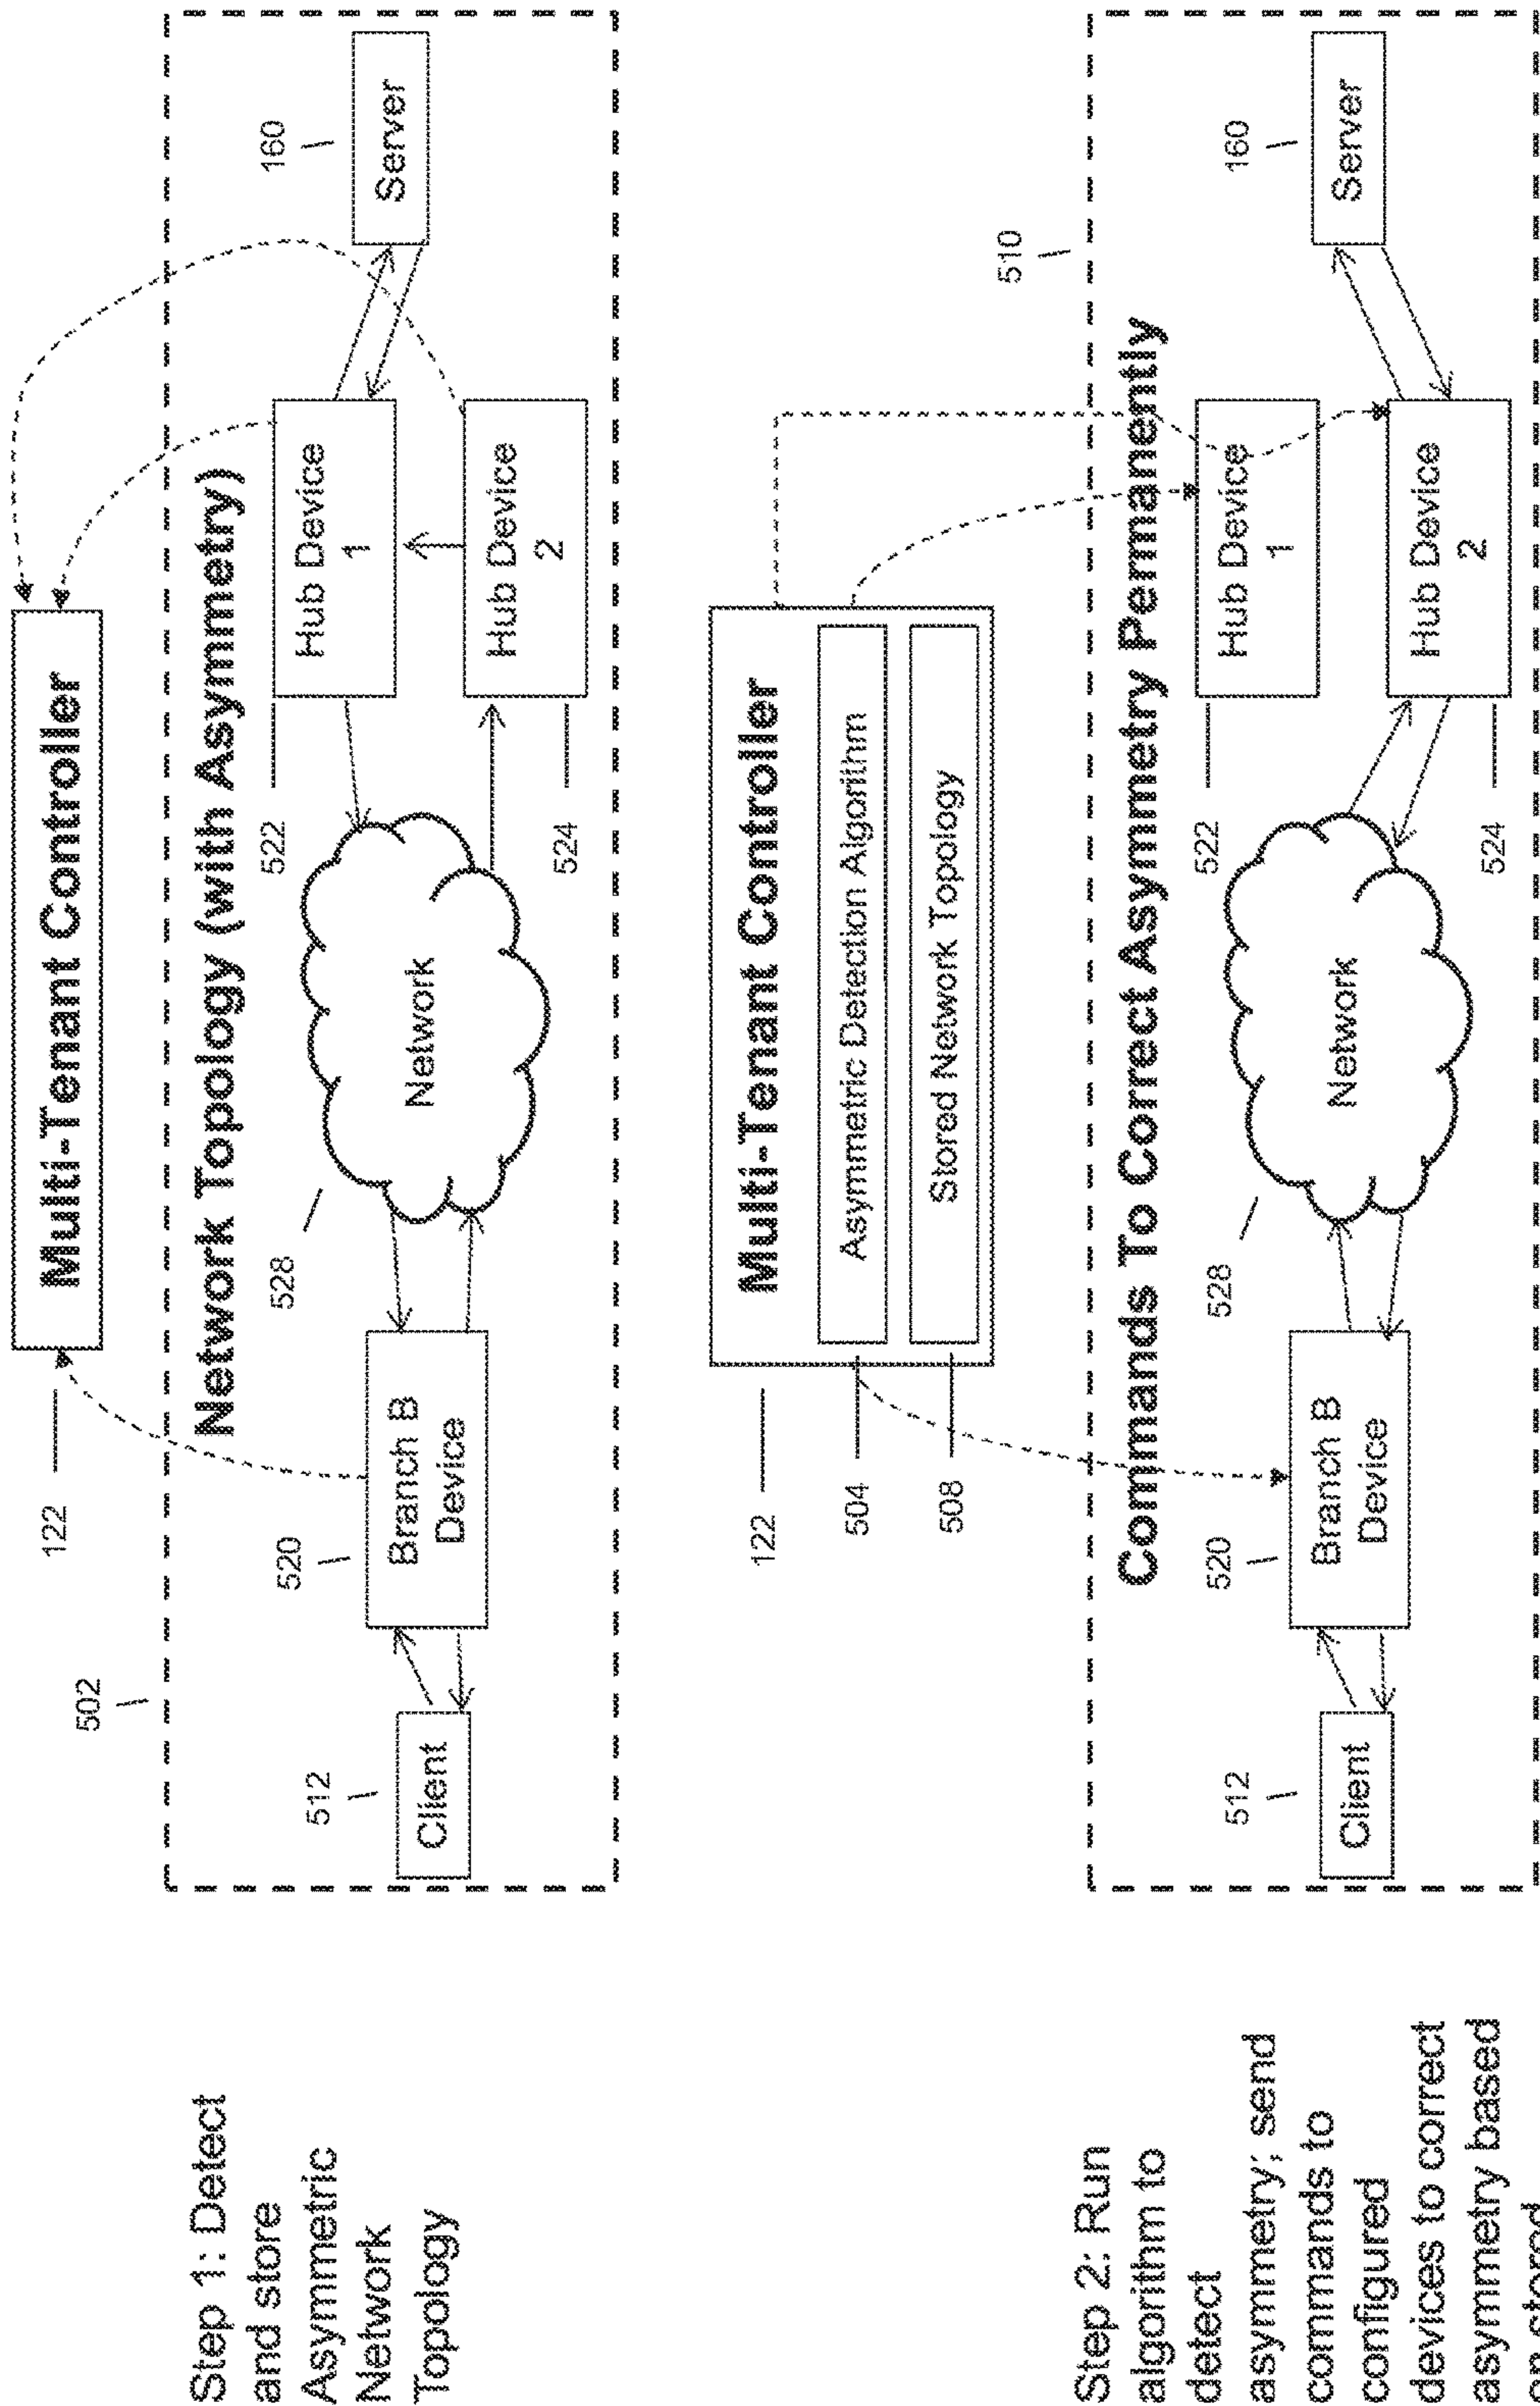 Step 1: Detect
and store
Asymmetric
Network
Topology
122
Multi-Tenant Controller
502
Network Topology (with Asymmetry)
512
Client
520
Branch B
Device
528
Network
522
Hub Device
1
Hub Device
2
524
160
Server
Step 2: Run
algorithm to
detect
asymmetry; send
commands to
configured
devices to correct
asymmetry based
on stored
122
Multi-Tenant Controller
504
Asymmetric Detection Algorithm
508
Stored Network Topology
510
Commands To Correct Asymmetry Permanently
512
Client
520
Branch B
Device
528
Network
522
Hub Device
1
Hub Device
2
524
160
Server